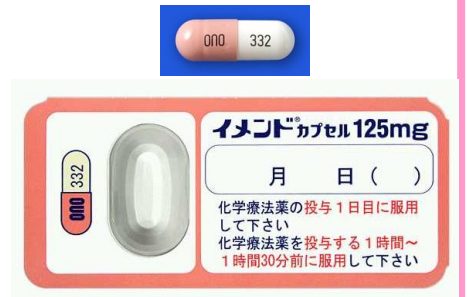 ono 332
イメンド®カプセル125mg
ono 332
月 日 ( )
化学療法薬の投与1日目に服用
して下さい
化学療法薬を投与する1時間～
1時間30分前に服用して下さい